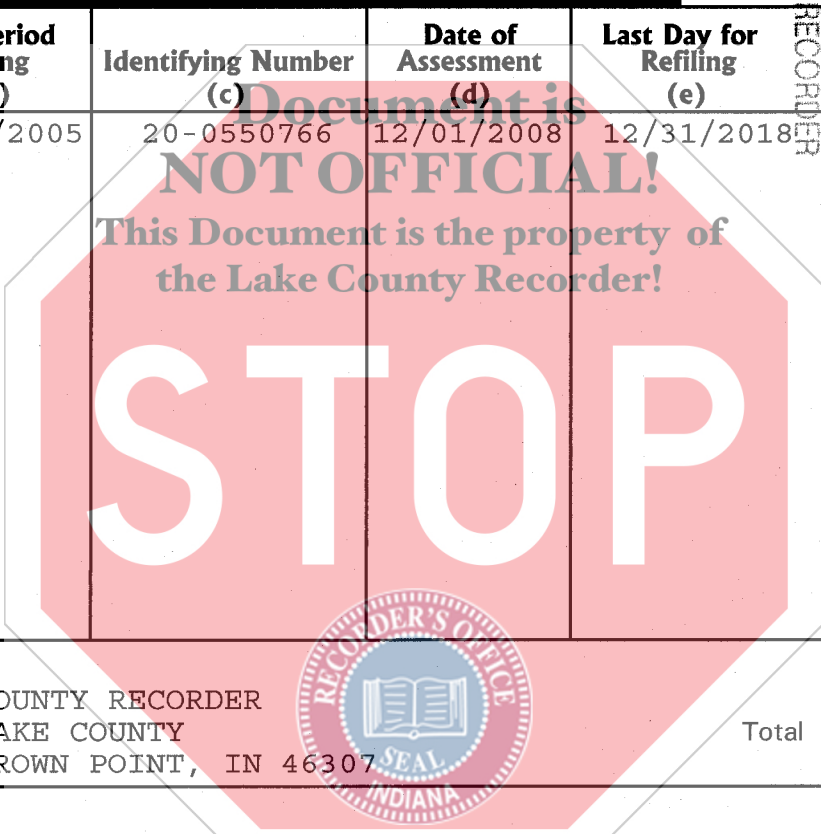 eriod
ng
)
Identifying Number
(c)
Date of
Assessment
(d)
Last Day for
Refiling
(e)
RECORDER
/2005 20-0550766 12/01/2008 12/31/2018
Document is
NOT OFFICIAL!
This Document is the property of
the Lake County Recorder!
STOP
OUNTY RECORDER
AKE COUNTY
ROWN POINT, IN 46307
Total
RECORDER'S OFFICE
SEAL
INDIANA